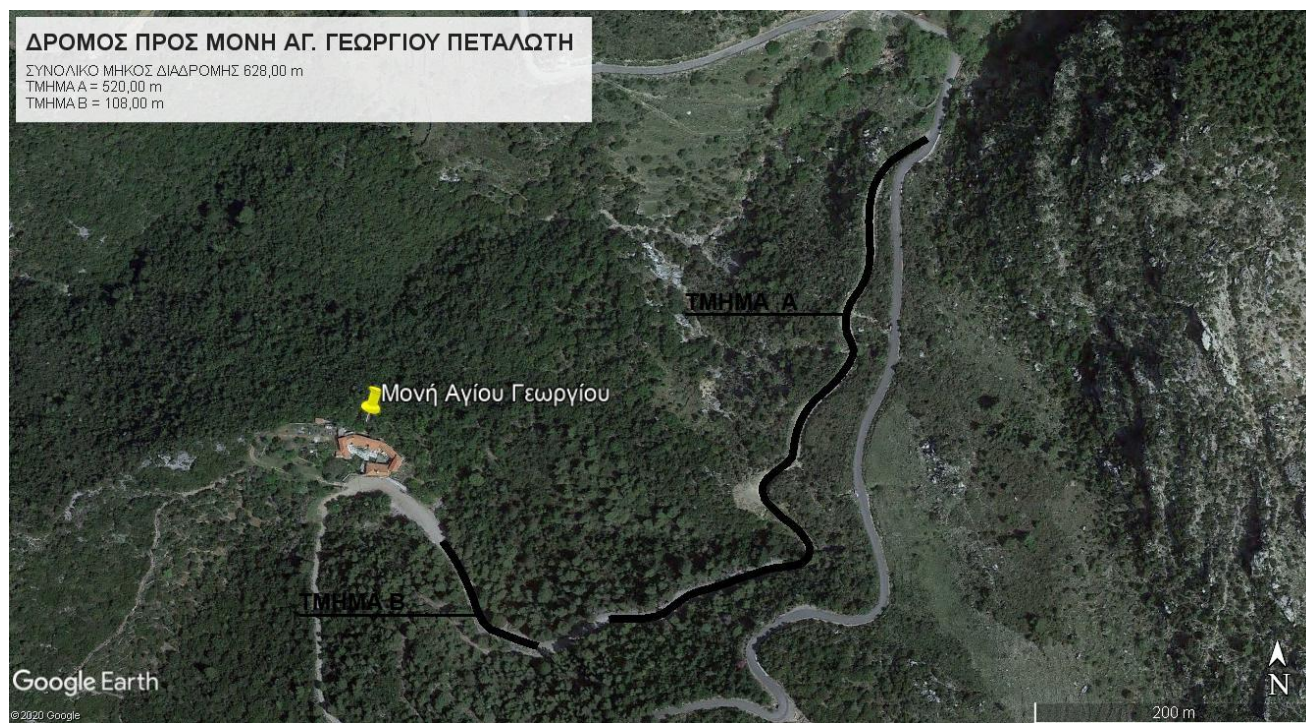 ΔΡΟΜΟΣ ΠΡΟΣ ΜΟΝΗ ΑΓ. ΓΕΩΡΓΙΟΥ ΠΕΤΑΛΩΤΗ
ΣΥΝΟΛΙΚΟ ΜΗΚΟΣ ΔΙΑΔΡΟΜΗΣ 628,00 m
ΤΜΗΜΑ Α = 520,00 m
ΤΜΗΜΑ Β = 108,00 m
ΤΜΗΜΑ Α
Μονή Αγίου Γεωργίου
ΤΜΗΜΑ Β
Google Earth
© 2020 Google
N
200 m